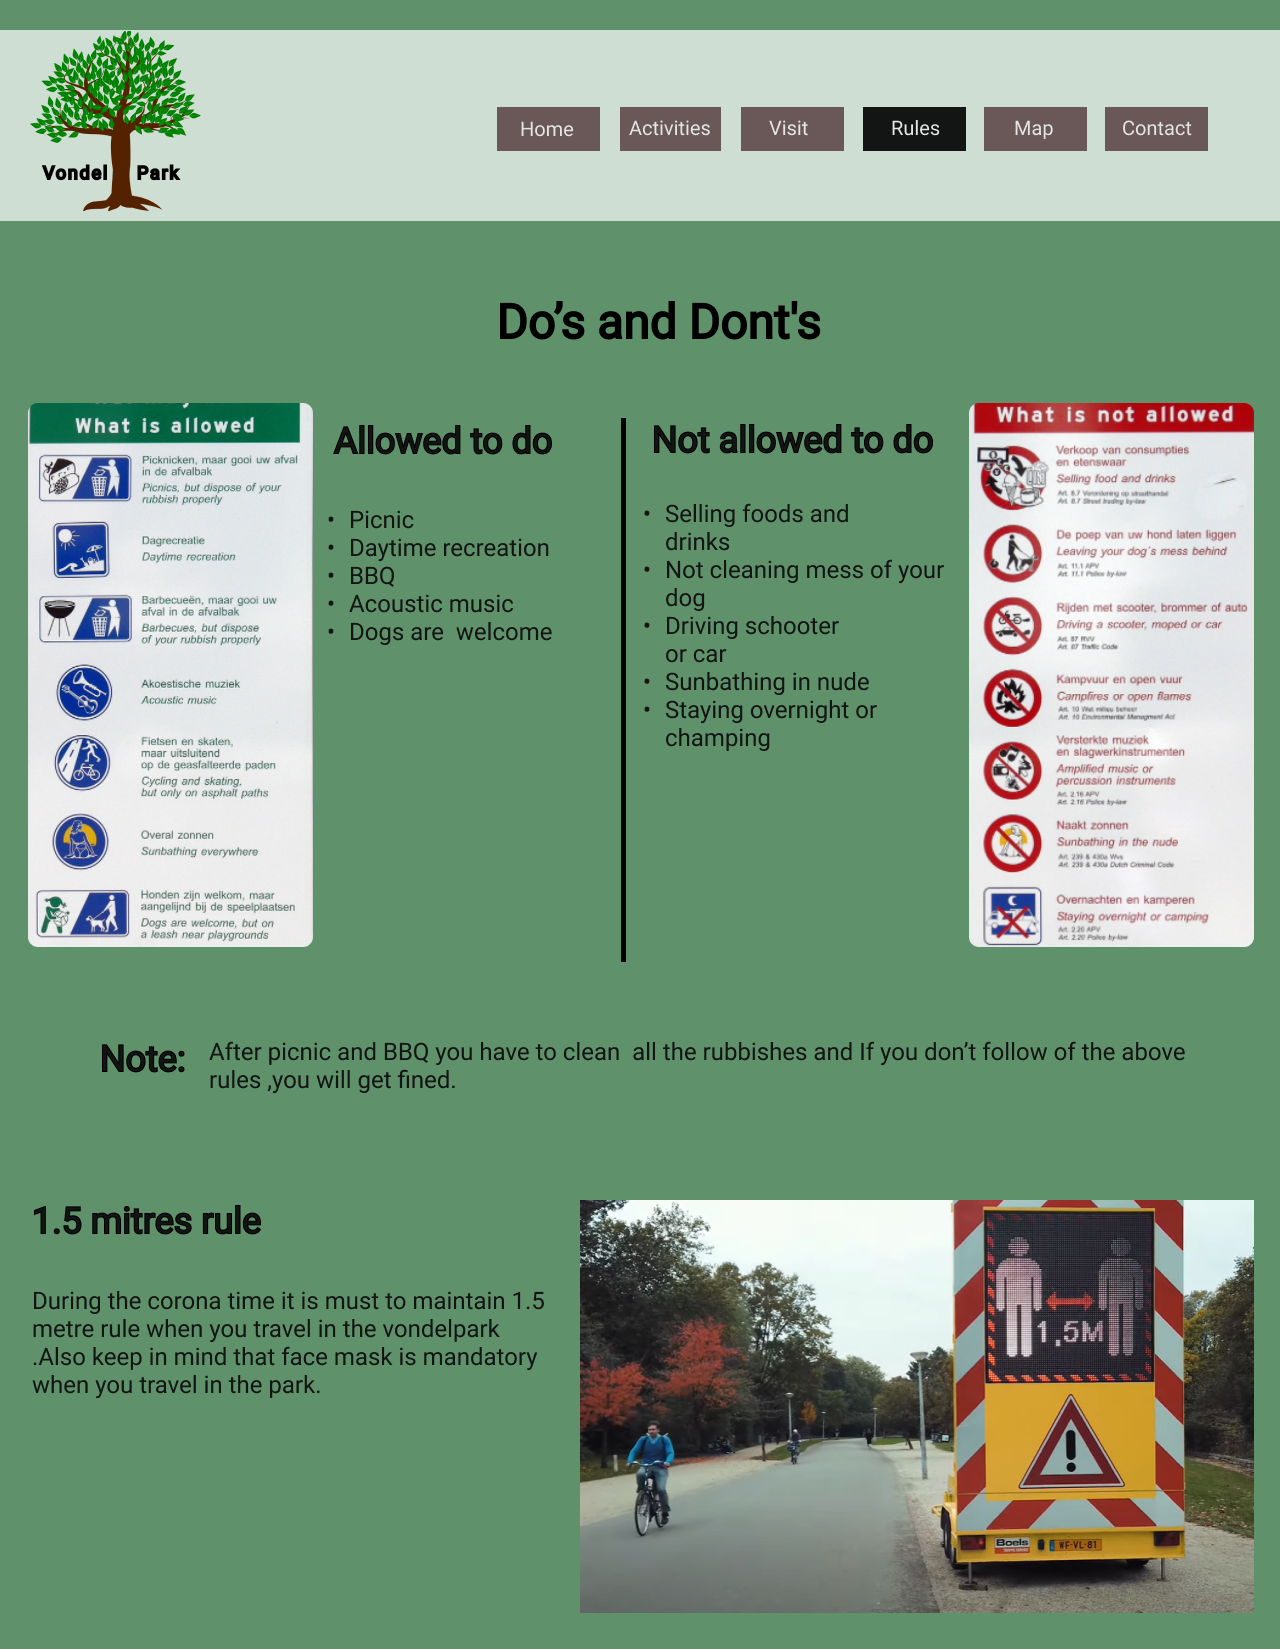 Vondel Park
Home
Activities
Visit
Rules
Map
Contact
Do’s and Dont's
What is allowed
Picknicken, maar gooi uw afval
in de afvalbak
Picnics, but dispose of your
rubbish properly
Dagrecreatie
Daytime recreation
Barbecueën, maar gooi uw
afval in de afvalbak
Barbecues, but dispose
of your rubbish properly
Akoestische muziek
Acoustic music
Fietsen en skaten,
maar uitsluitend
op de geasfalteerde paden
Cycling and skating,
but only on asphalt paths
Overal zonnen
Sunbathing everywhere
Honden zijn welkom, maar
aangelijnd bij de speelplaatsen
Dogs are welcome, but on
a leash near playgrounds
Allowed to do
• Picnic
• Daytime recreation
• BBQ
• Acoustic music
• Dogs are  welcome
Not allowed to do
• Selling foods and
drinks
• Not cleaning mess of your
dog
• Driving schooter
or car
• Sunbathing in nude
• Staying overnight or
champing
What is not allowed
Verkoop van consumpties
en etenswaar
Selling food and drinks
Art. 6.7 Verordening op straathandel
Art. 6.7 Street trading by-law
De poep van uw hond laten liggen
Leaving your dog´s mess behind
Art. 11.1 APV
Art. 11.1 Police by-law
Rijden met scooter, brommer of auto
Driving a scooter, moped or car
Art. 87 RVV
Art. 87 Traffic Code
Kampvuur en open vuur
Campfires or open flames
Art. 10 Wet milieu beheer
Art. 10 Environmental Managment Act
Versterkte muziek
en slagwerkinstrumenten
Amplified music or
percussion instruments
Art. 2.16 APV
Art. 2.16 Police by-law
Naakt zonnen
Sunbathing in the nude
Art. 239 & 430a Wvs
Art. 239 & 430a Dutch Criminal Code
Overnachten en kamperen
Staying overnight or camping
Art. 2.20 APV
Art. 2.20 Police by-law
Note:
After picnic and BBQ you have to clean  all the rubbishes and If you don’t follow of the above
rules ,you will get fined.
1.5 mitres rule
During the corona time it is must to maintain 1.5
metre rule when you travel in the vondelpark
.Also keep in mind that face mask is mandatory
when you travel in the park.
1.5M
Boels
WF-VL-81